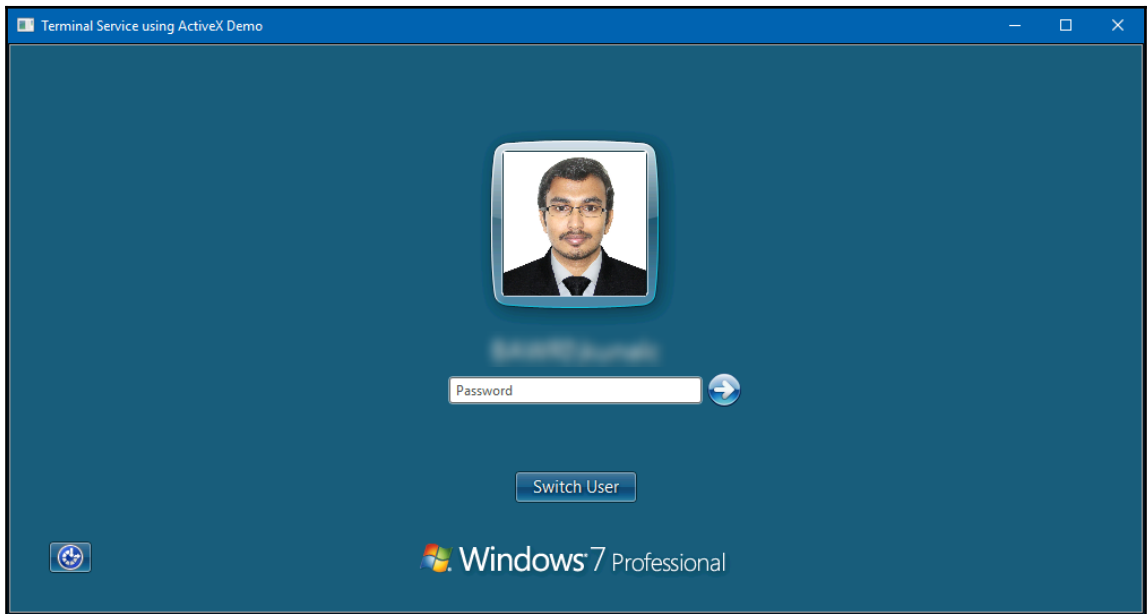 Terminal Service using ActiveX Demo
Password
Switch User
Windows 7 Professional